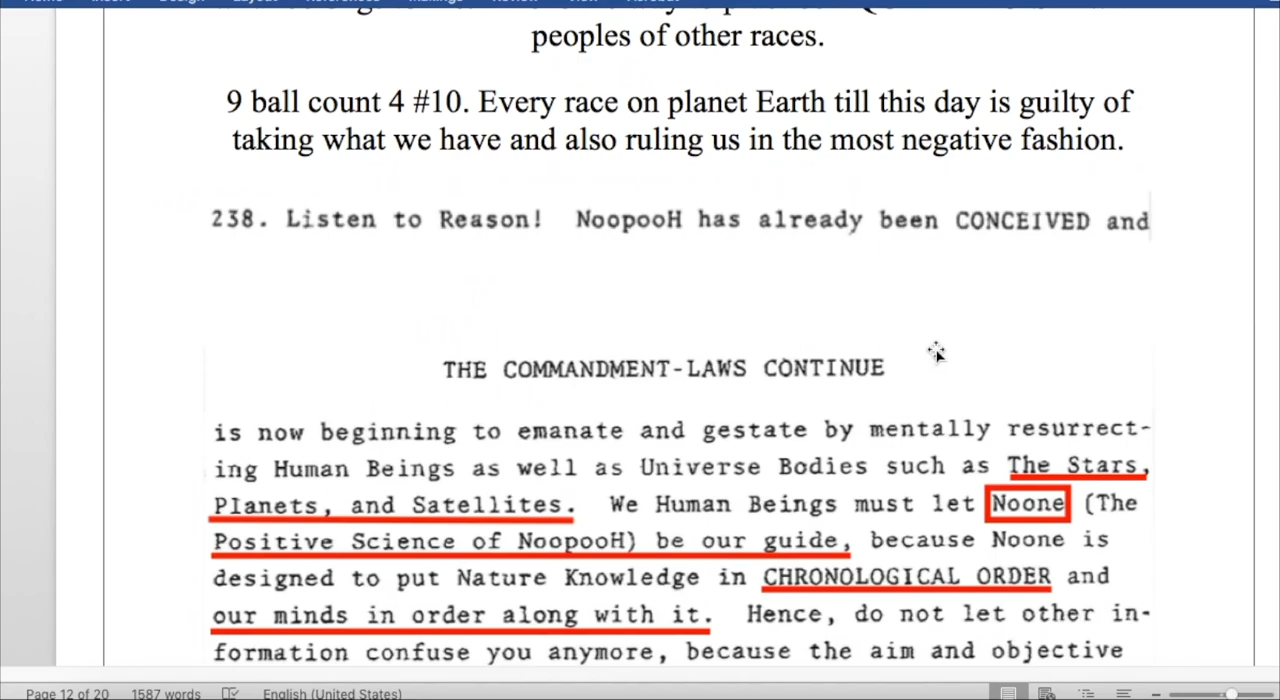 peoples of other races.
9 ball count 4 #10. Every race on planet Earth till this day is guilty of
taking what we have and also ruling us in the most negative fashion.
238. Listen to Reason! NoopooH has already been CONCEIVED and
THE COMMANDMENT-LAWS CONTINUE
is now beginning to emanate and gestate by mentally resurrect-
ing Human Beings as well as Universe Bodies such as The Stars,
Planets, and Satellites. We Human Beings must let Noone (The
Positive Science of NoopooH) be our guide, because Noone is
designed to put Nature Knowledge in CHRONOLOGICAL ORDER and
our minds in order along with it. Hence, do not let other in-
formation confuse you anymore, because the aim and objective
Page 12 of 20 1587 words English (United States)